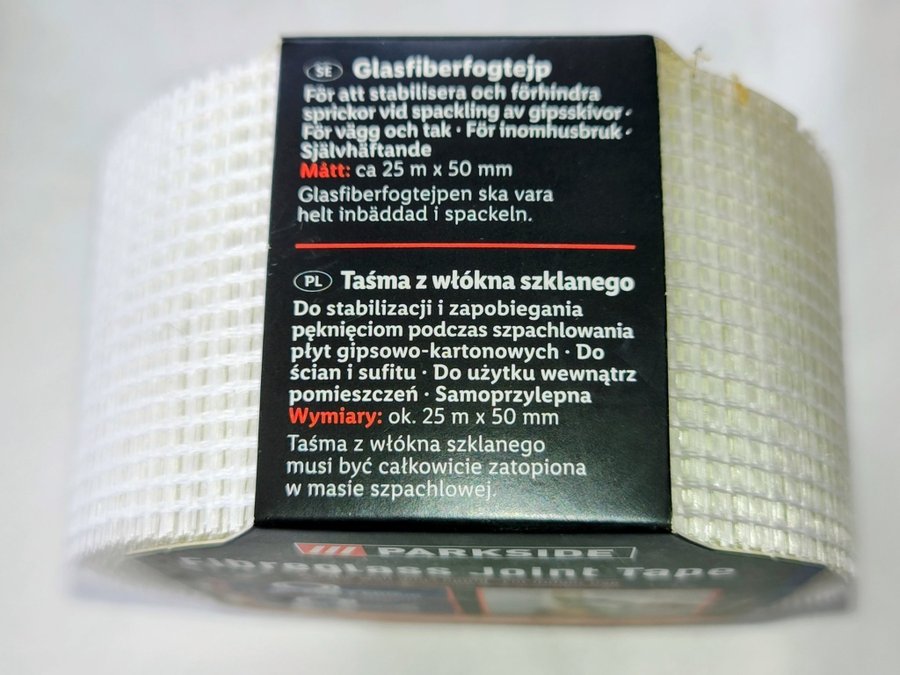 SE Glasfiberfogtejp
För att stabilisera och förhindra
sprickor vid spackling av gipsskivor ·
För vägg och tak · För inomhusbruk ·
Självhäftande
Mått: ca 25 m x 50 mm
Glasfiberfogtejpen ska vara
helt inbäddad i spackeln.
PL Taśma z włókna szklanego
Do stabilizacji i zapobiegania
pęknięciom podczas szpachlowania
płyt gipsowo-kartonowych · Do
ścian i sufitu · Do użytku wewnątrz
pomieszczeń · Samoprzylepna
Wymiary: ok. 25 m x 50 mm
Taśma z włókna szklanego
musi być całkowicie zatopiona
w masie szpachlowej.
PARKSIDE
Fibreglass Joint Tape